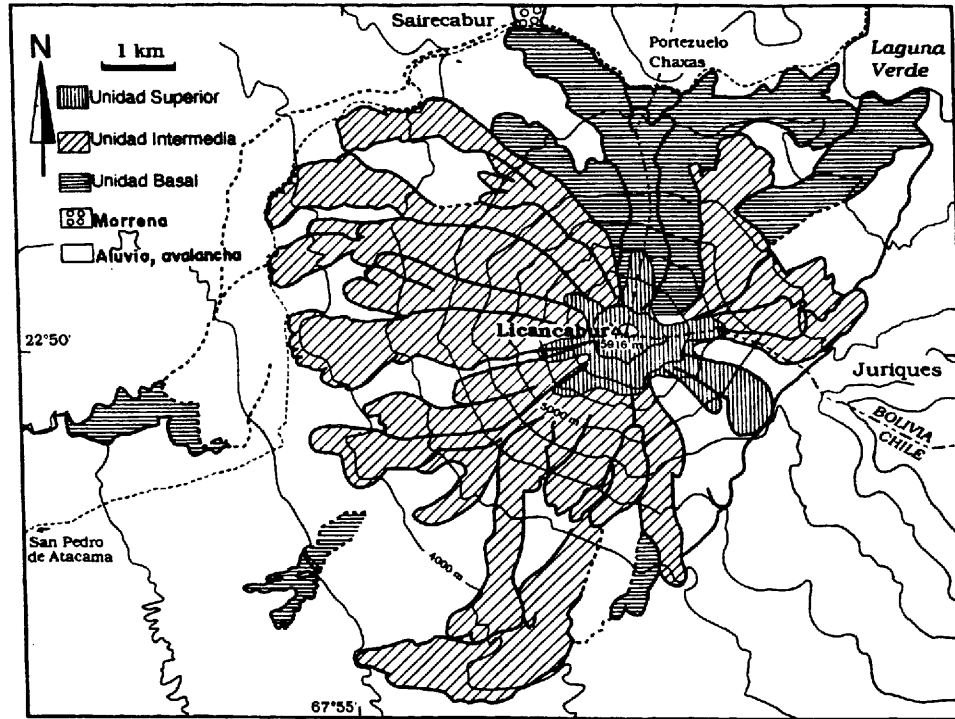 Sairecabur
N
1 km
Portezuelo
Chaxas
Laguna
Verde
Unidad Superior
Unidad Intermedia
Unidad Basal
Morrena
Aluvio, avalancha
Licancabur
5916 m
22°50'
Juriques
5000 m
BOLIVIA
CHILE
San Pedro
de Atacama
4000 m
67°55'